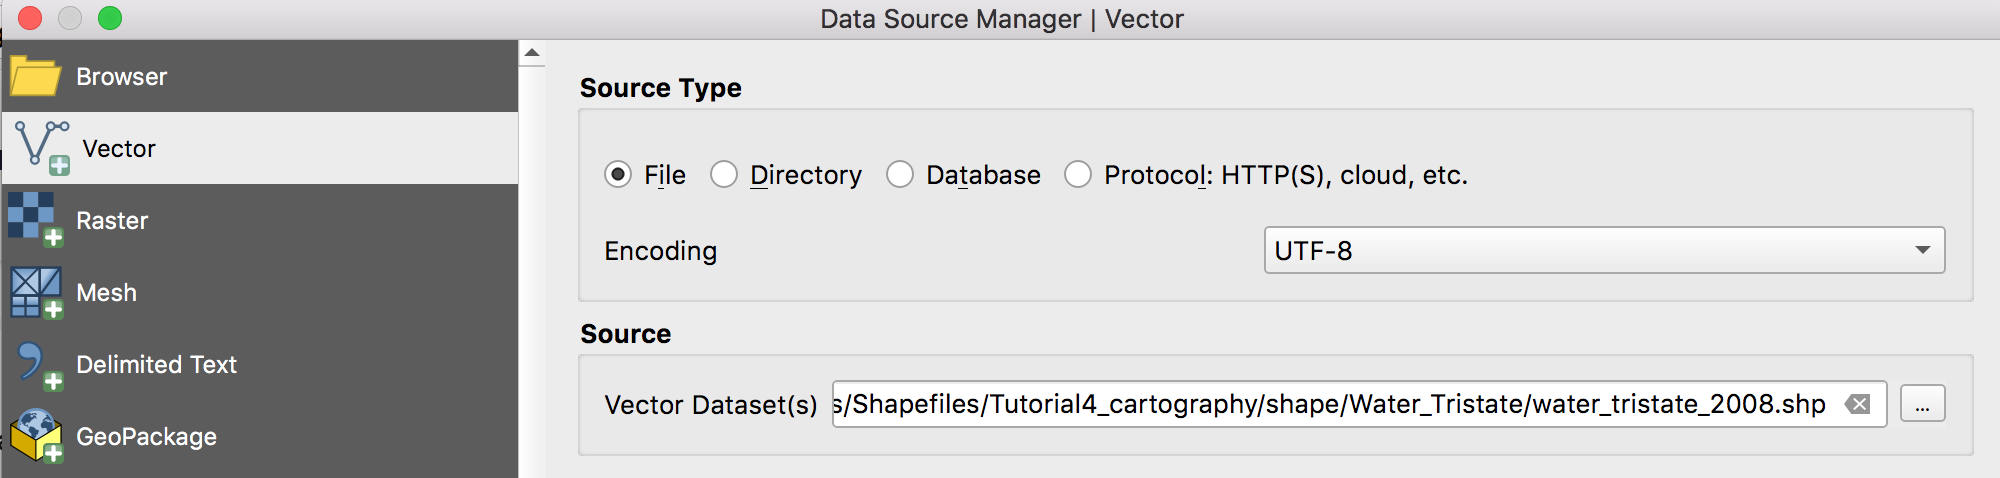 Data Source Manager | Vector
Browser
Vector
Raster
Mesh
Delimited Text
GeoPackage
Source Type
File Directory Database Protocol: HTTP(S), cloud, etc.
Encoding UTF-8
Source
Vector Dataset(s) s/Shapefiles/Tutorial4_cartography/shape/Water_Tristate/water_tristate_2008.shp ...